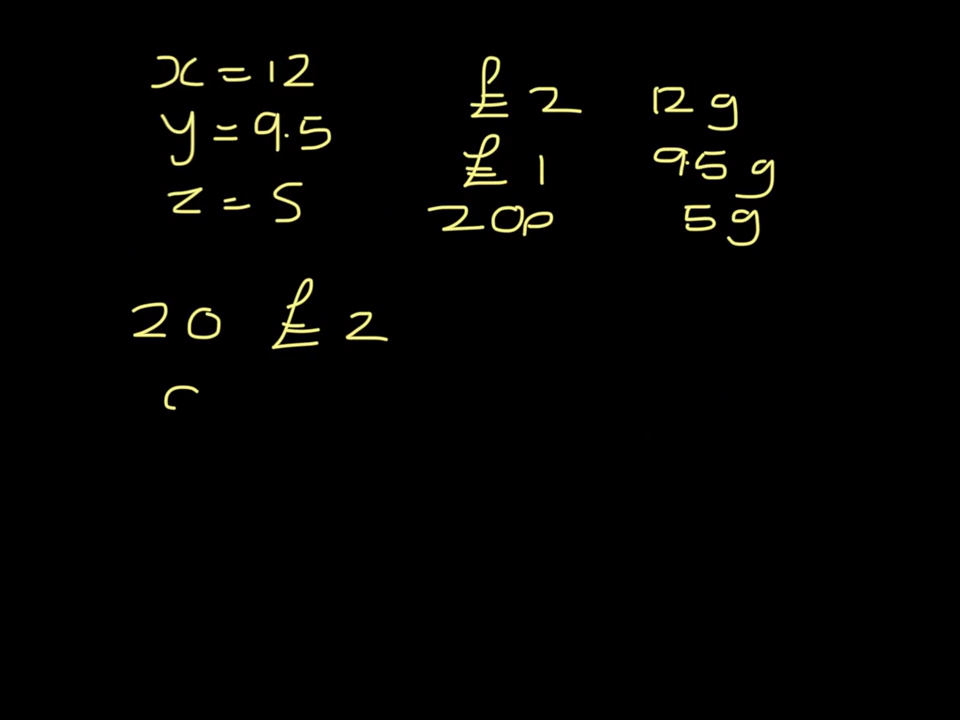 x = 12
y = 9.5
z = 5
£2 12g
£1 9.5g
20p 5g
20 £2